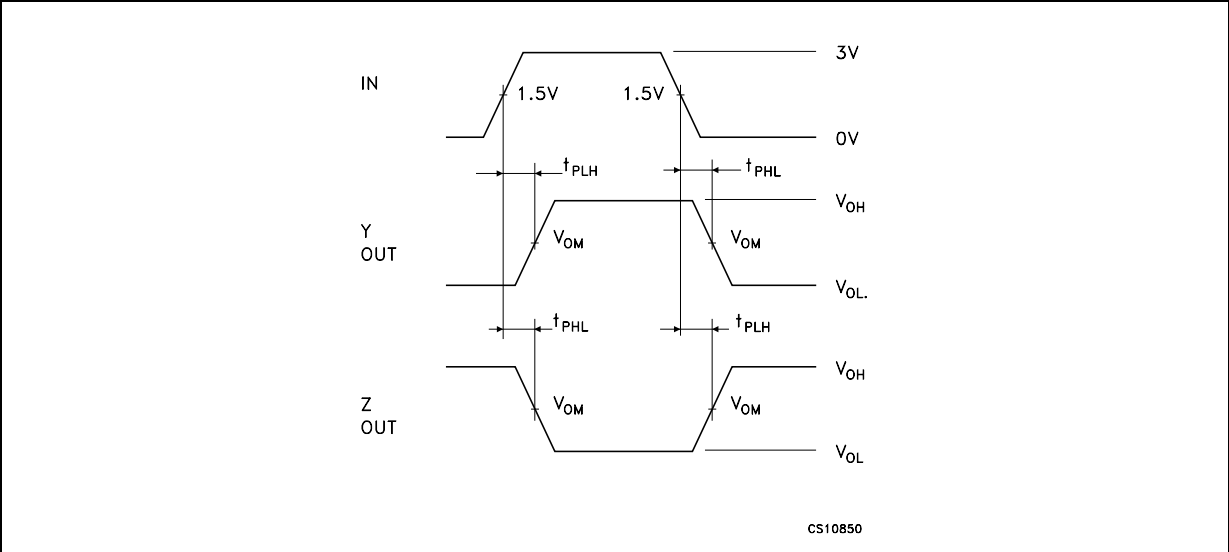 3V
IN
1.5V 1.5V
0V
tPLH tPHL
VOH
Y
OUT
VOM VOM
VOL.
tPHL tPLH
VOH
Z
OUT
VOM VOM
VOL
CS10850